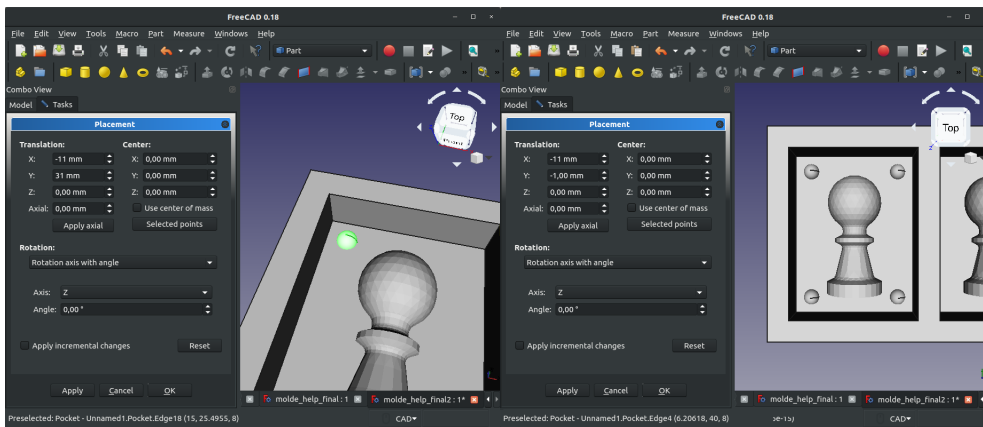 FreeCAD 0.18
File Edit View Tools Macro Part Measure Windows Help
Part
Combo View
Model Tasks
Placement
Translation: Center:
X: -11 mm X: 0,00 mm
Y: 31 mm Y: 0,00 mm
Z: 0,00 mm Z: 0,00 mm
Axial: 0,00 mm Use center of mass
Apply axial Selected points
Rotation:
Rotation axis with angle
Axis: Z
Angle: 0,00 °
Apply incremental changes Reset
Apply Cancel OK
Top
Front
molde_help_final : 1 molde_help_final2 : 1*
Preselected: Pocket - Unnamed1.Pocket.Edge18 (15, 25.4955, 8) CAD
FreeCAD 0.18
File Edit View Tools Macro Part Measure Windows Help
Part
Combo View
Model Tasks
Placement
Translation: Center:
X: -11 mm X: 0,00 mm
Y: -1,00 mm Y: 0,00 mm
Z: 0,00 mm Z: 0,00 mm
Axial: 0,00 mm Use center of mass
Apply axial Selected points
Rotation:
Rotation axis with angle
Axis: Z
Angle: 0,00 °
Apply incremental changes Reset
Apply Cancel OK
Top
z
molde_help_final : 1 molde_help_final2 : 1*
Preselected: Pocket - Unnamed1.Pocket.Edge4 (6.20618, 40, 8) CAD